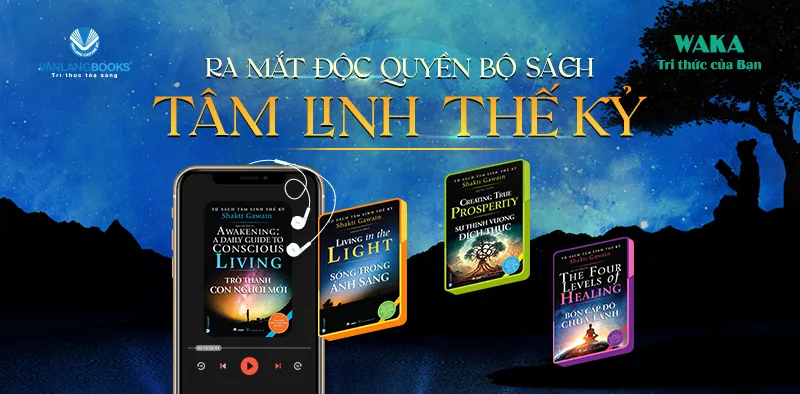 VANLANGBOOKS
Tri thức tỏa sáng
WAKA
Tri thức của Bạn
RA MẮT ĐỘC QUYỀN BỘ SÁCH
TÂM LINH THẾ KỶ
TỦ SÁCH TÂM LINH THẾ KỶ
Shakti Gawain
AWAKENING:
A DAILY GUIDE TO
CONSCIOUS
LIVING
TRỞ THÀNH
CON NGƯỜI MỚI
TỦ SÁCH TÂM LINH THẾ KỶ
Shakti Gawain
LIVING in the
LIGHT
SỐNG TRONG
ÁNH SÁNG
TỦ SÁCH TÂM LINH THẾ KỶ
Shakti Gawain
CREATING TRUE
PROSPERITY
SỰ THỊNH VƯỢNG
ĐÍCH THỰC
TỦ SÁCH TÂM LINH THẾ KỶ
Shakti Gawain
THE FOUR
LEVELS of
HEALING
BỐN CẤP ĐỘ
CHỮA LÀNH